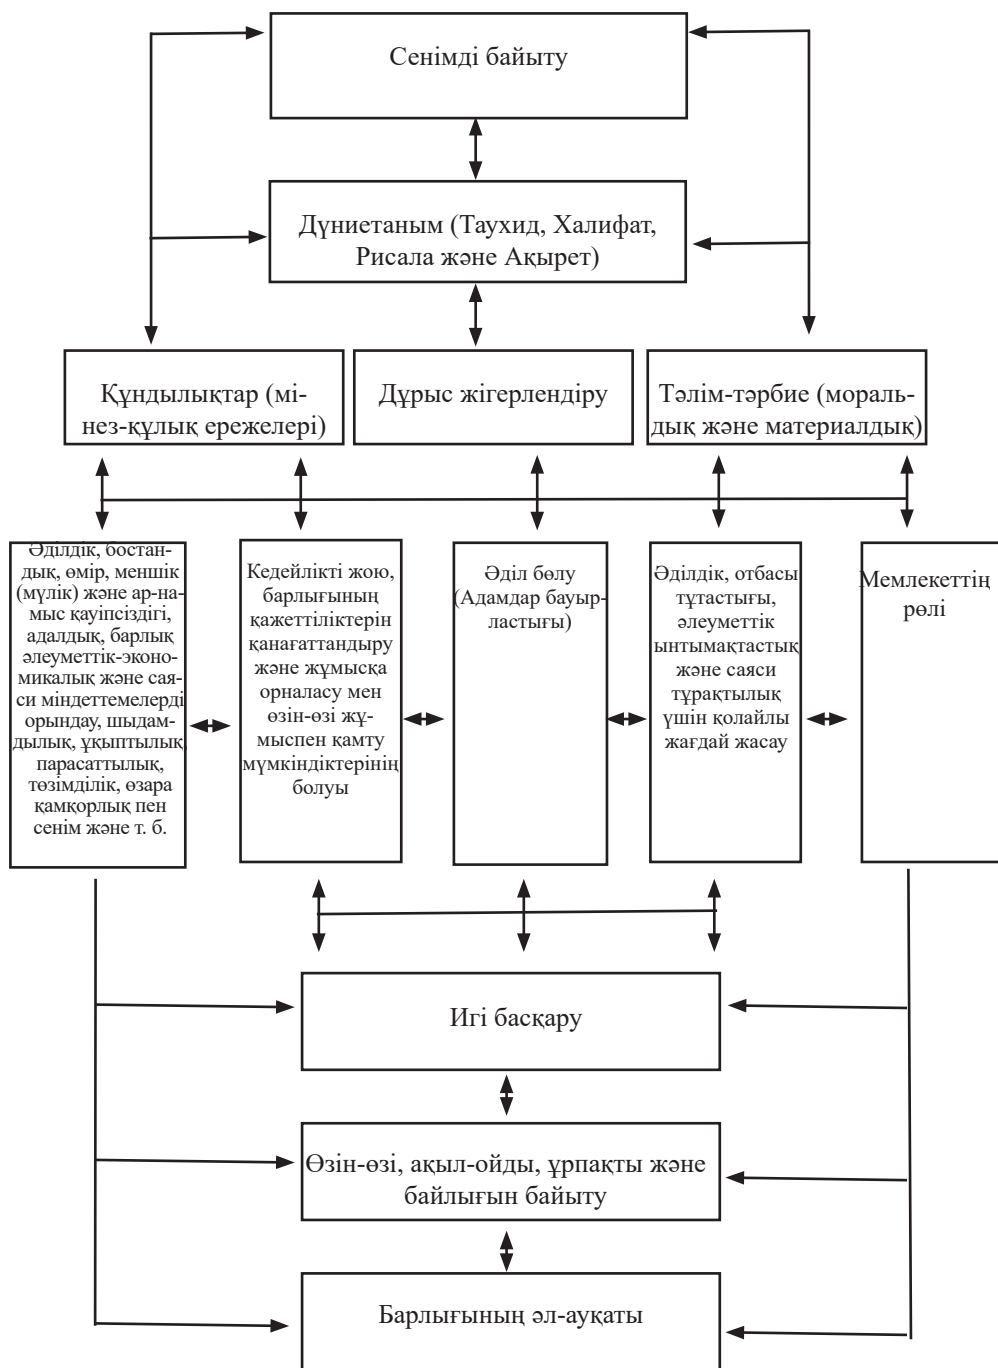 Сенімді байыту
Дүниетаным (Таухид, Халифат,
Рисала және Ақырет)
Құндылықтар (мі-
нез-құлық ережелері)
Дұрыс жігерлендіру
Тәлім-тәрбие (мораль-
дық және материалдық)
Әділдік, бостан-
дық, өмір, меншік
(мүлік) және ар-намыс
қауіпсіздігі,
адалдық, барлық
әлеуметтік-эконо-
микалық және сая-
си міндеттемелерді
орындау, шыдам-
дылық, ұқыптылық,
парасаттылық,
төзімділік, өзара
қамқорлық пен
сенім және т. б.
Кедейлікті жою,
барлығының
қажеттіліктерін
қанағаттандыру
және жұмысқа
орналасу мен
өзін-өзі жұ-
мыспен қамту
мүмкіндіктерінің
болуы
Әділ бөлу
(Адамдар бауыр-
ластығы)
Әділдік, отбасы
тұтастығы,
әлеуметтік
ынтымақтастық
және саяси
тұрақтылық
үшін қолайлы
жағдай жасау
Мемлекеттің
рөлі
Игі басқару
Өзін-өзі, ақыл-ойды, ұрпақты және
байлығын байыту
Барлығының әл-ауқаты